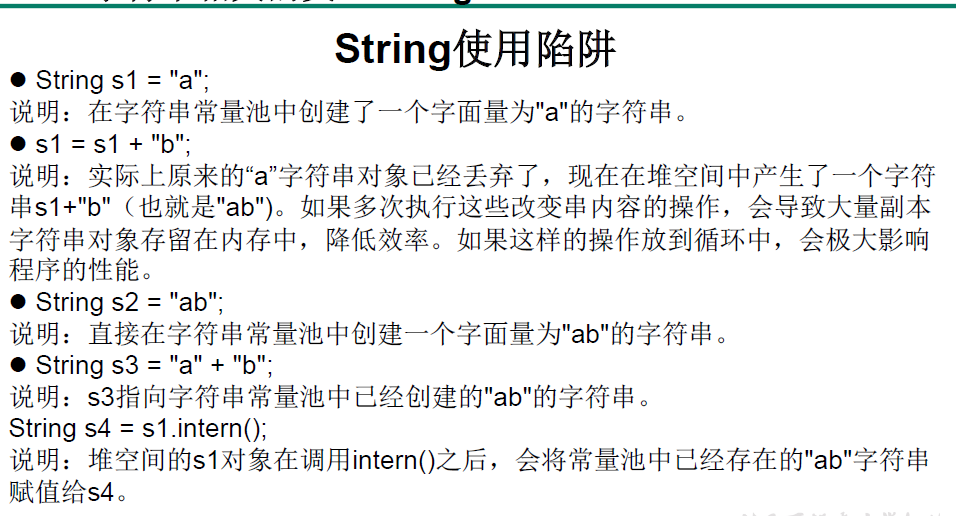 String使用陷阱
● String s1 = "a";
说明：在字符串常量池中创建了一个字面量为"a"的字符串。
● s1 = s1 + "b";
说明：实际上原来的“a”字符串对象已经丢弃了，现在在堆空间中产生了一个字符
串s1+"b"（也就是"ab")。如果多次执行这些改变串内容的操作，会导致大量副本
字符串对象存留在内存中，降低效率。如果这样的操作放到循环中，会极大影响
程序的性能。
● String s2 = "ab";
说明：直接在字符串常量池中创建一个字面量为"ab"的字符串。
● String s3 = "a" + "b";
说明：s3指向字符串常量池中已经创建的"ab"的字符串。
String s4 = s1.intern();
说明：堆空间的s1对象在调用intern()之后，会将常量池中已经存在的"ab"字符串
赋值给s4。